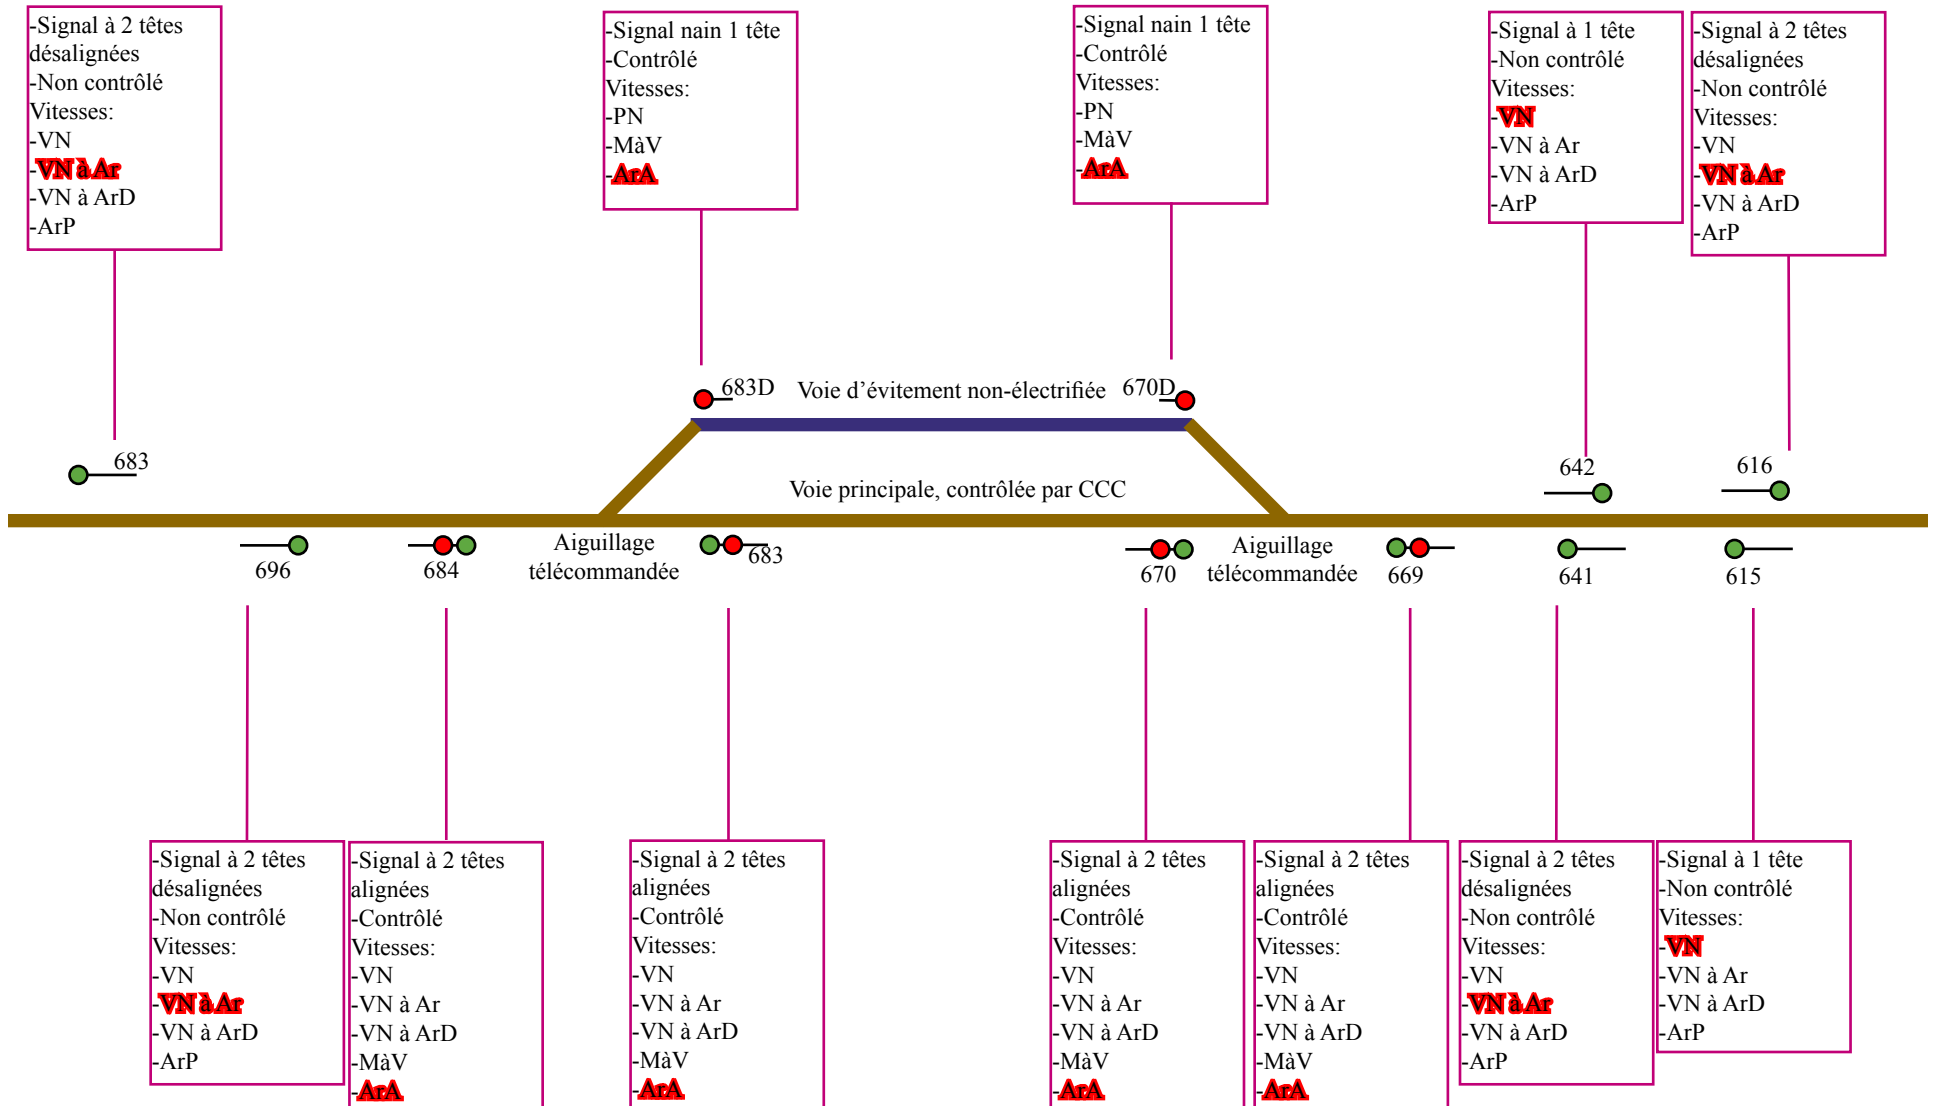 -Signal à 2 têtes
désalignées
-Non contrôlé
Vitesses:
-VN
-VN à Ar
-VN à ArD
-ArP
-Signal nain 1 tête
-Contrôlé
Vitesses:
-PN
-MàV
-ArA
-Signal nain 1 tête
-Contrôlé
Vitesses:
-PN
-MàV
-ArA
-Signal à 1 tête
-Non contrôlé
Vitesses:
-VN
-VN à Ar
-VN à ArD
-ArP
-Signal à 2 têtes
désalignées
-Non contrôlé
Vitesses:
-VN
-VN à Ar
-VN à ArD
-ArP
683D
Voie d’évitement non-électrifiée
670D
683
642
616
Voie principale, contrôlée par CCC
696
684
Aiguillage
télécommandée
683
670
Aiguillage
télécommandée
669
641
615
-Signal à 2 têtes
désalignées
-Non contrôlé
Vitesses:
-VN
-VN à Ar
-VN à ArD
-ArP
-Signal à 2 têtes
alignées
-Contrôlé
Vitesses:
-VN
-VN à Ar
-VN à ArD
-MàV
-ArA
-Signal à 2 têtes
alignées
-Contrôlé
Vitesses:
-VN
-VN à Ar
-VN à ArD
-MàV
-ArA
-Signal à 2 têtes
alignées
-Contrôlé
Vitesses:
-VN
-VN à Ar
-VN à ArD
-MàV
-ArA
-Signal à 2 têtes
alignées
-Contrôlé
Vitesses:
-VN
-VN à Ar
-VN à ArD
-MàV
-ArA
-Signal à 2 têtes
désalignées
-Non contrôlé
Vitesses:
-VN
-VN à Ar
-VN à ArD
-ArP
-Signal à 1 tête
-Non contrôlé
Vitesses:
-VN
-VN à Ar
-VN à ArD
-ArP